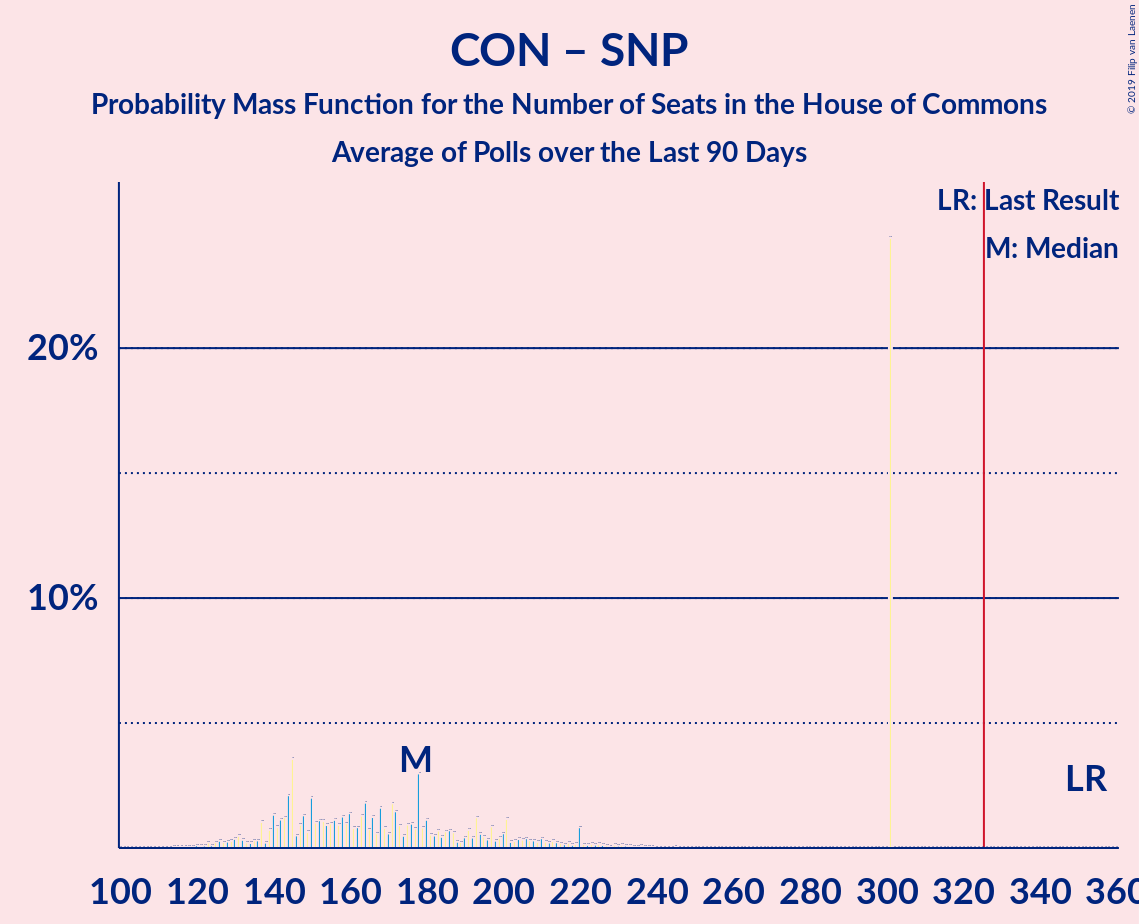 CON – SNP
Probability Mass Function for the Number of Seats in the House of Commons
Average of Polls over the Last 90 Days
© 2019 Filip van Laenen
LR: Last Result
M: Median
20%
10%
M
LR
100 120 140 160 180 200 220 240 260 280 300 320 340 360